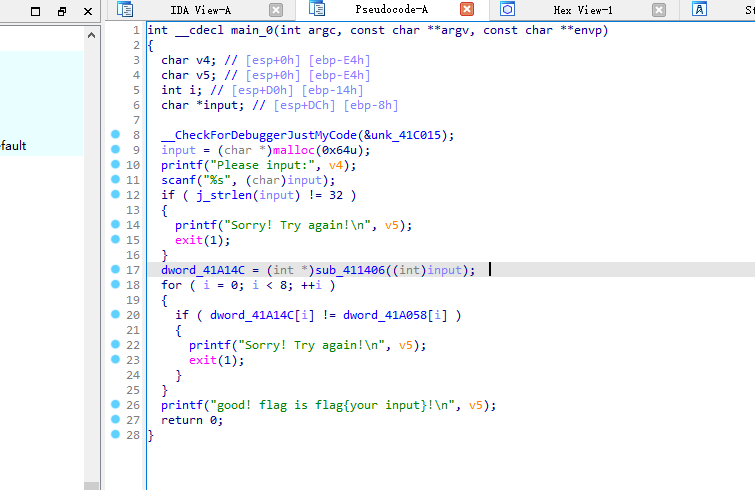 IDA View-A Pseudocode-A Hex View-1 St
fault
1 int __cdecl main_0(int argc, const char **argv, const char **envp)
2 {
3 char v4; // [esp+0h] [ebp-E4h]
4 char v5; // [esp+0h] [ebp-E4h]
5 int i; // [esp+D0h] [ebp-14h]
6 char *input; // [esp+DCh] [ebp-8h]
7
8 __CheckForDebuggerJustMyCode(&unk_41C015);
9 input = (char *)malloc(0x64u);
10 printf("Please input:", v4);
11 scanf("%s", (char)input);
12 if ( j_strlen(input) != 32 )
13 {
14 printf("Sorry! Try again!\n", v5);
15 exit(1);
16 }
17 dword_41A14C = (int *)sub_411406((int)input);
18 for ( i = 0; i < 8; ++i )
19 {
20 if ( dword_41A14C[i] != dword_41A058[i] )
21 {
22 printf("Sorry! Try again!\n", v5);
23 exit(1);
24 }
25 }
26 printf("good! flag is flag{your input}!\n", v5);
27 return 0;
28 }